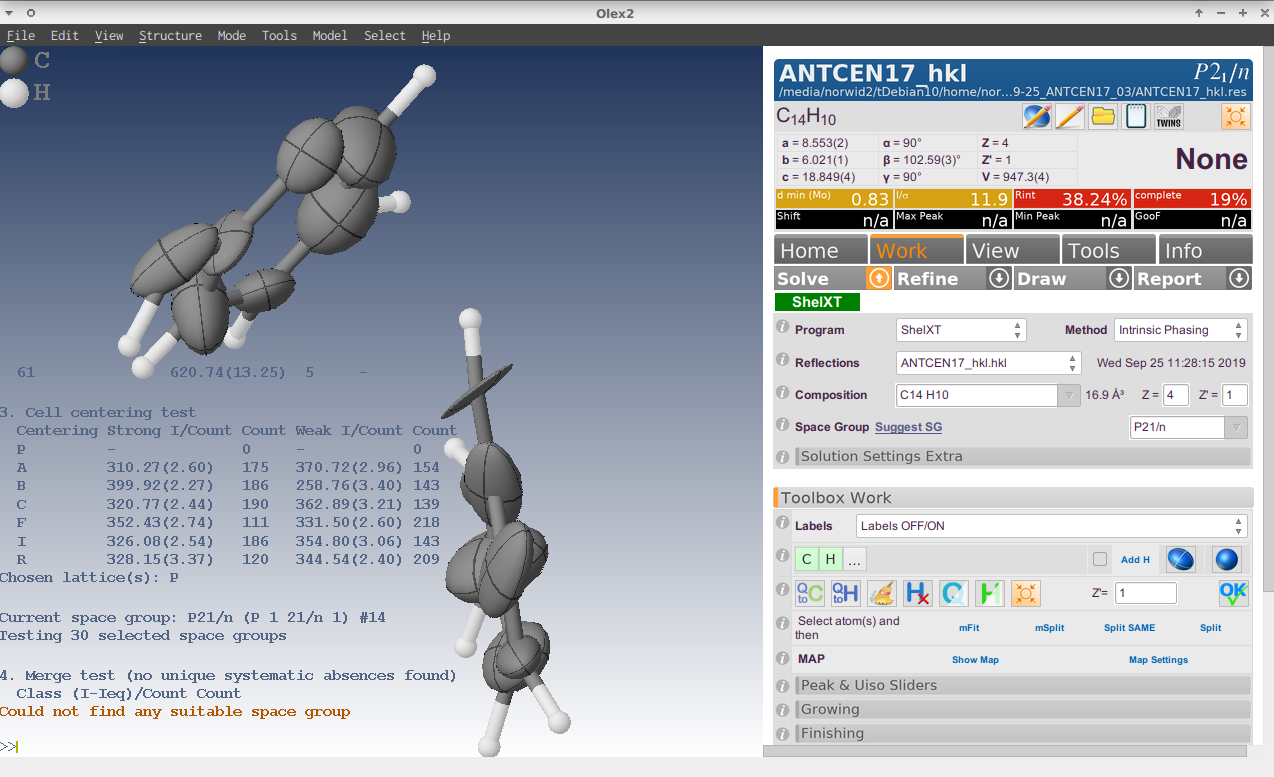 Olex2
File Edit View Structure Mode Tools Model Select Help
C
H
61 620.74(13.25) 5 -
3. Cell centering test
Centering Strong I/Count Count Weak I/Count Count
P - 0 - 0
A 310.27(2.60) 175 370.72(2.96) 154
B 399.92(2.27) 186 258.76(3.40) 143
C 320.77(2.44) 190 362.89(3.21) 139
F 352.43(2.74) 111 331.50(2.60) 218
I 326.08(2.54) 186 354.80(3.06) 143
R 328.15(3.37) 120 344.54(2.40) 209
Chosen lattice(s): P
Current space group: P21/n (P 1 21/n 1) #14
Testing 30 selected space groups
4. Merge test (no unique systematic absences found)
Class (I-Ieq)/Count Count
Could not find any suitable space group
>>
ANTCEN17_hkl P2₁/n
/media/norwid2/tDebian10/home/nor...9-25_ANTCEN17_03/ANTCEN17_hkl.res
C₁₄H₁₀ TWINS
a = 8.553(2) α = 90° Z = 4
b = 6.021(1) β = 102.59(3)° Z' = 1
c = 18.849(4) γ = 90° V = 947.3(4)
None
d min (Mo) 0.83 I/σ 11.9 Rint 38.24% complete 19%
Shift n/a Max Peak n/a Min Peak n/a GooF n/a
Home Work View Tools Info
Solve Refine Draw Report
ShelXT
Program ShelXT Method Intrinsic Phasing
Reflections ANTCEN17_hkl.hkl Wed Sep 25 11:28:15 2019
Composition C14 H10 16.9 Å³ Z = 4 Z' = 1
Space Group Suggest SG P21/n
Solution Settings Extra
Toolbox Work
Labels Labels OFF/ON
C H ... Add H
Q to C Q to H H Z'= 1 OK
Select atom(s) and
then mFit mSplit Split SAME Split
MAP Show Map Map Settings
Peak & Uiso Sliders
Growing
Finishing